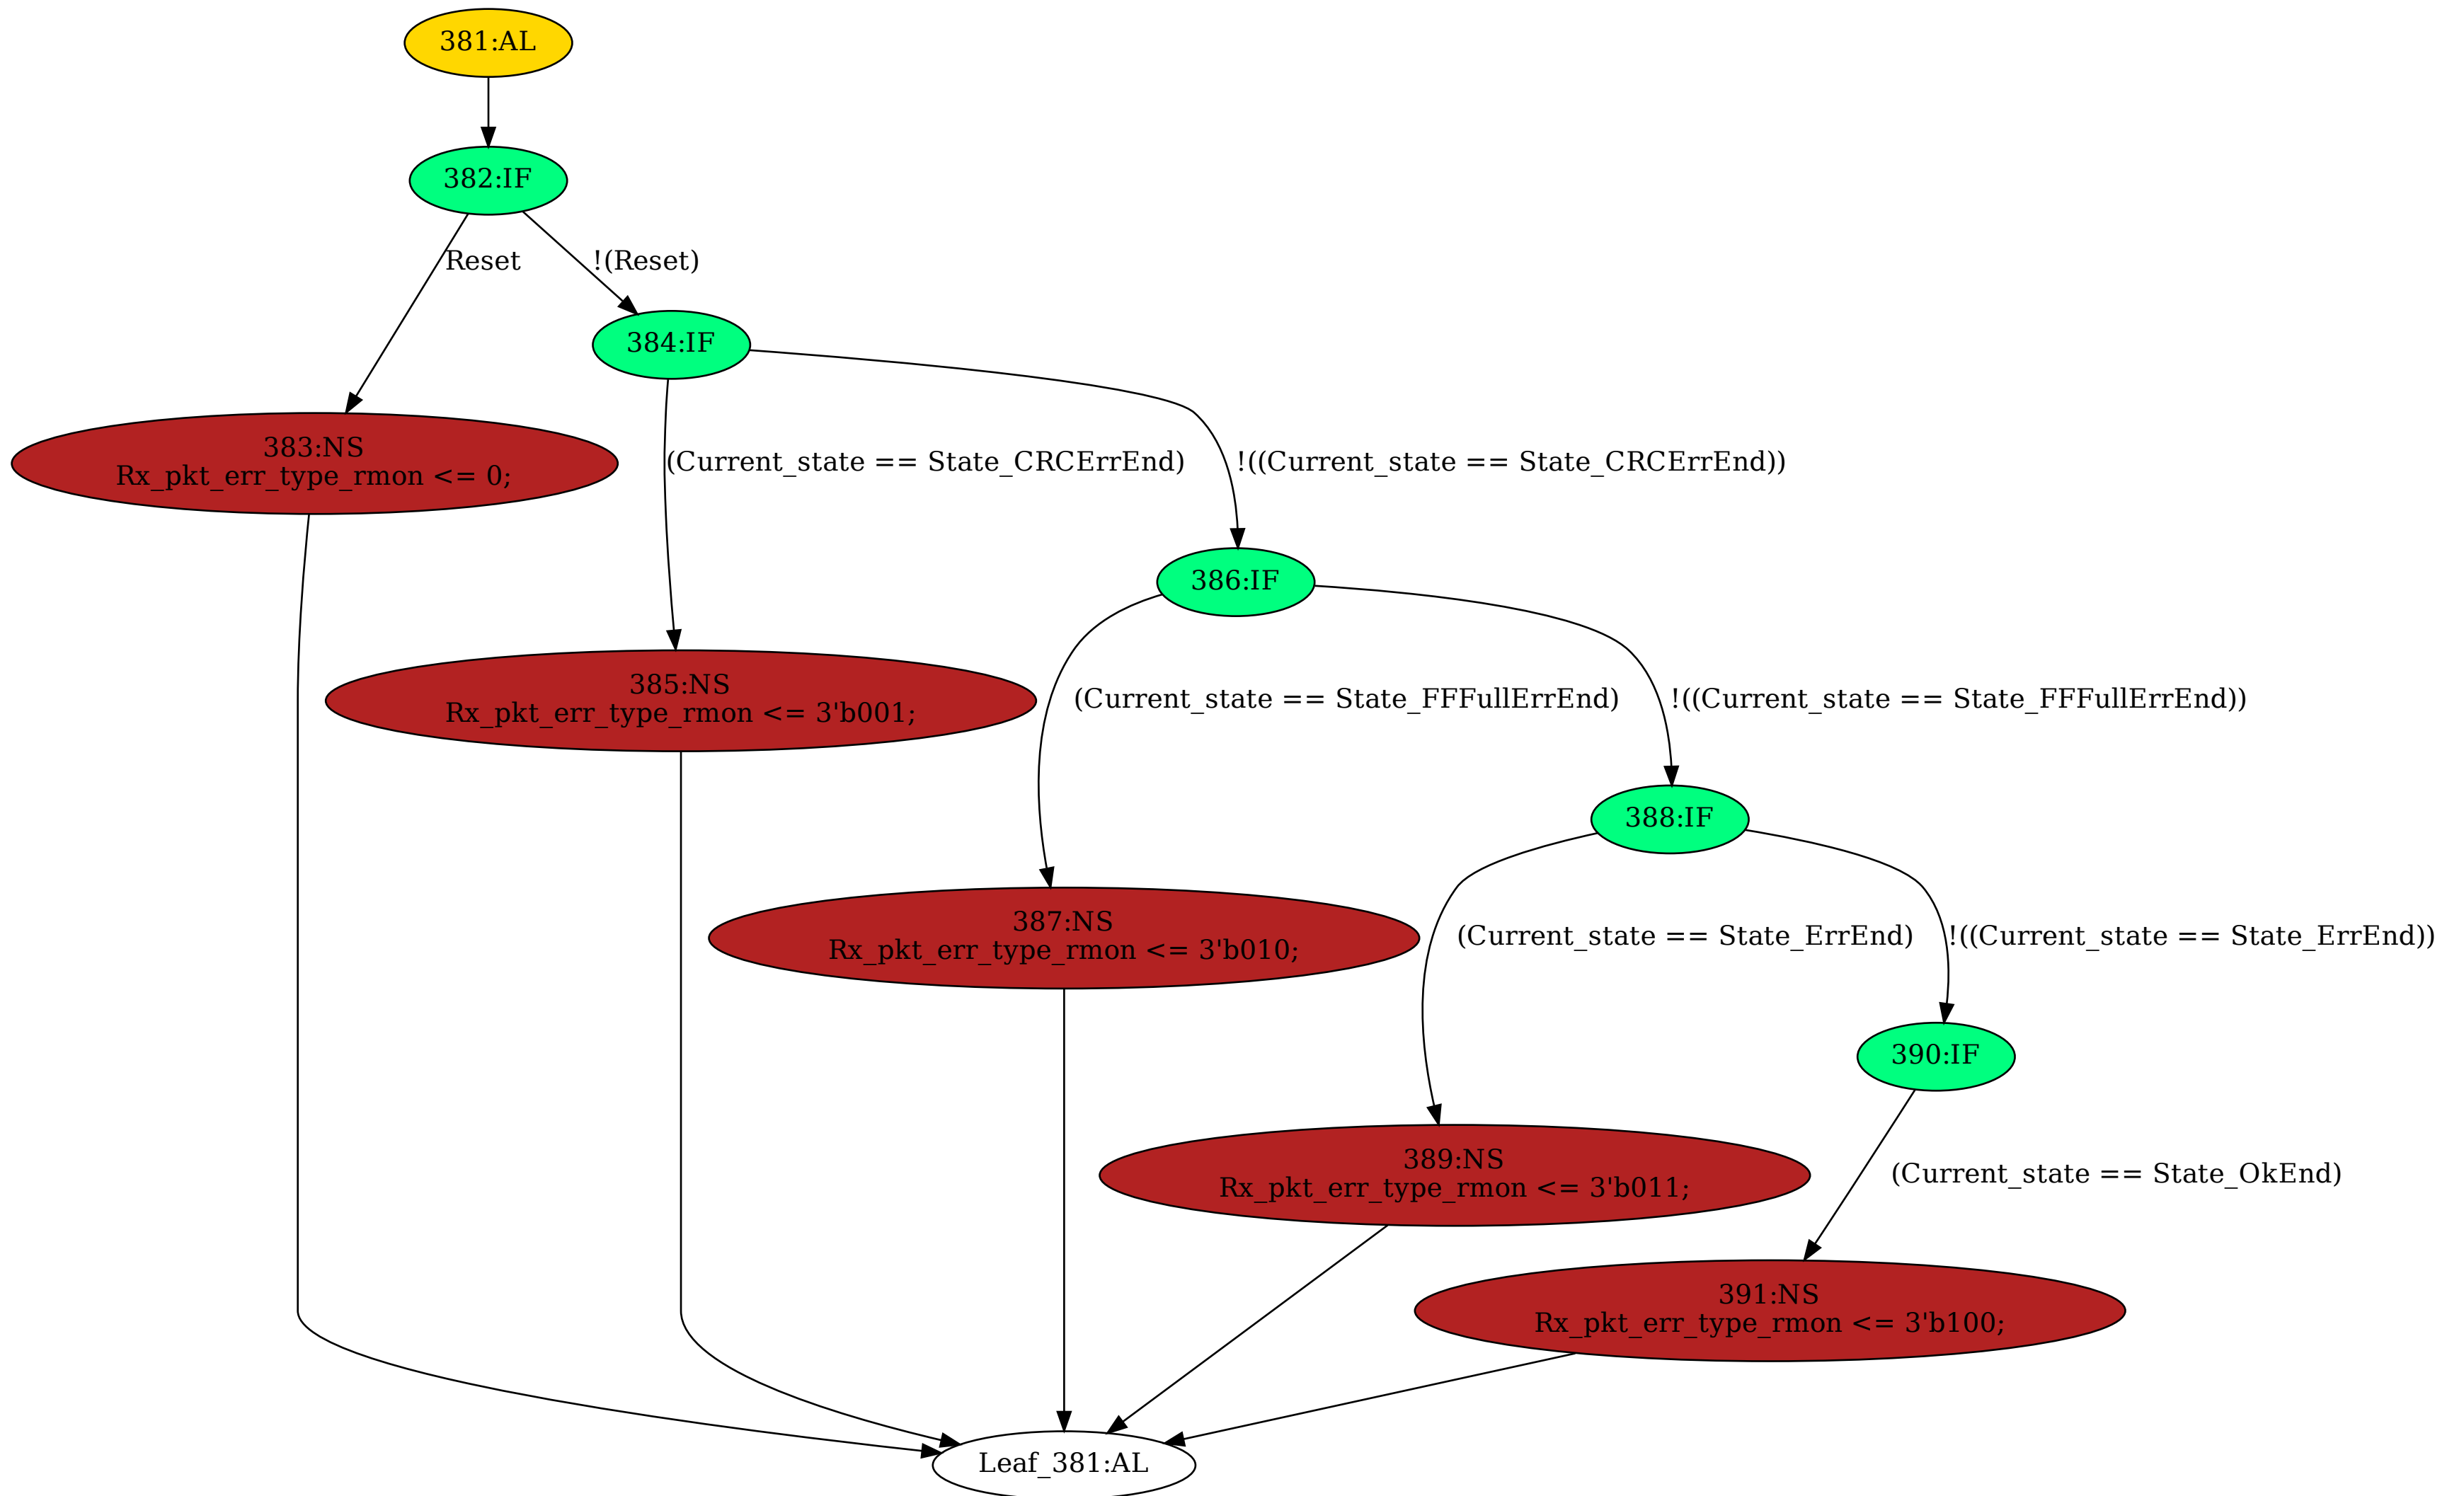 381:AL
382:IF
Reset
!(Reset)
384:IF
383:NS
Rx_pkt_err_type_rmon <= 0;
(Current_state == State_CRCErrEnd)
!((Current_state == State_CRCErrEnd))
386:IF
385:NS
Rx_pkt_err_type_rmon <= 3'b001;
(Current_state == State_FFFullErrEnd)
!((Current_state == State_FFFullErrEnd))
388:IF
387:NS
Rx_pkt_err_type_rmon <= 3'b010;
(Current_state == State_ErrEnd)
!((Current_state == State_ErrEnd))
390:IF
389:NS
Rx_pkt_err_type_rmon <= 3'b011;
(Current_state == State_OkEnd)
391:NS
Rx_pkt_err_type_rmon <= 3'b100;
Leaf_381:AL